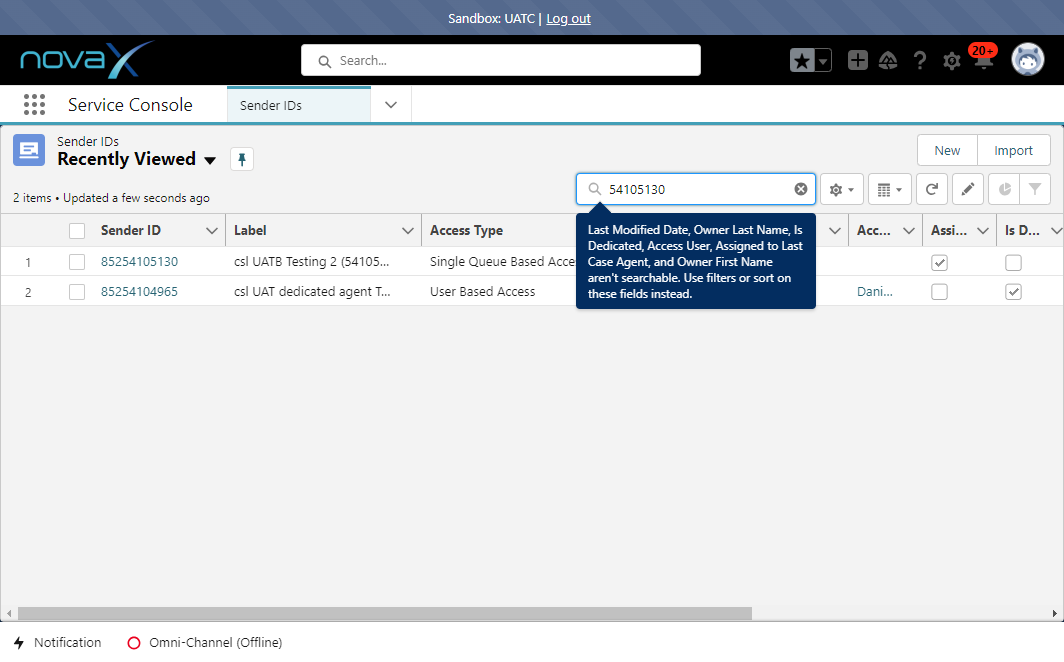 Sandbox: UATC | Log out
novaX
Search...
20+
Service Console
Sender IDs
Sender IDs
Recently Viewed
New
Import
2 items • Updated a few seconds ago
54105130
Sender ID
Label
Access Type
Acc...
Assi...
Is D...
Last Modified Date, Owner Last Name, Is
Dedicated, Access User, Assigned to Last
Case Agent, and Owner First Name
aren't searchable. Use filters or sort on
these fields instead.
1
85254105130
csl UATB Testing 2 (54105...
Single Queue Based Acce
2
85254104965
csl UAT dedicated agent T...
User Based Access
Dani...
Notification
Omni-Channel (Offline)